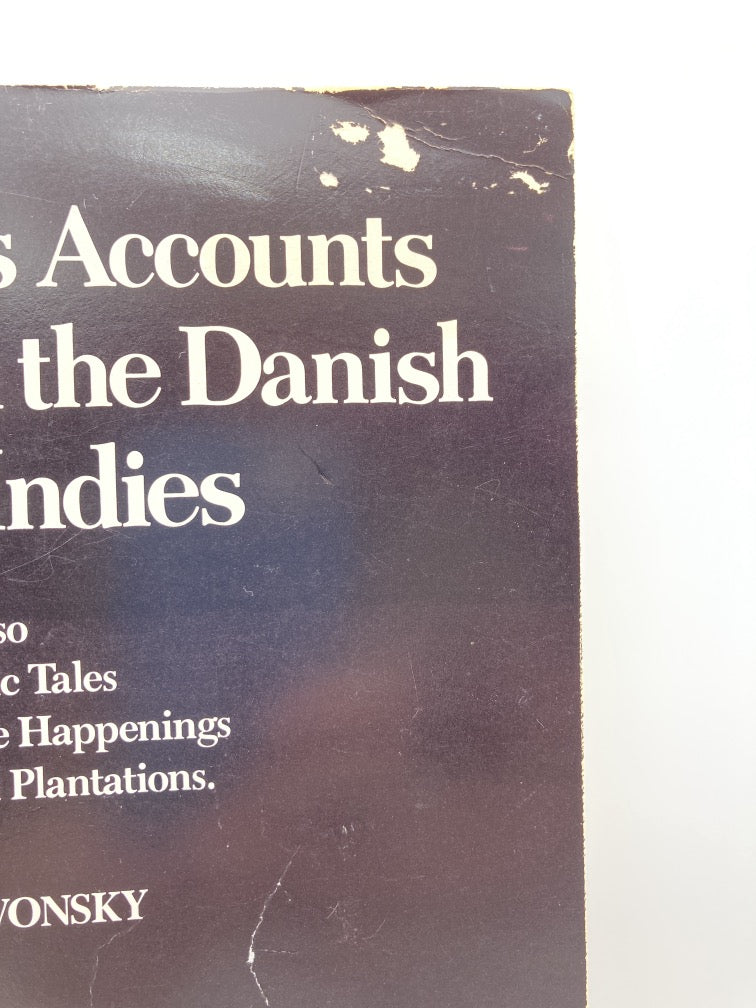 s Accounts
the Danish
Indies
so
c Tales
e Happenings
Plantations.
VONSKY